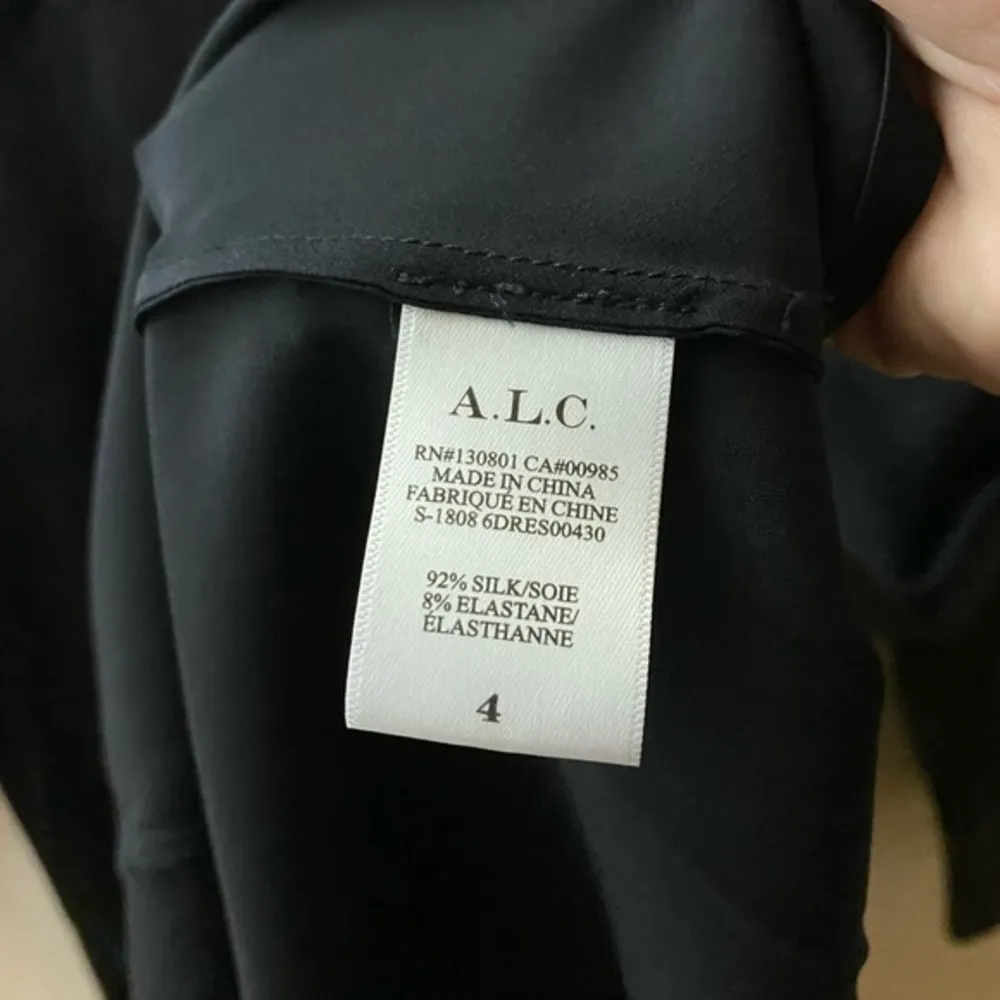 A.L.C.
RN#130801 CA#00985
MADE IN CHINA
FABRIQUÉ EN CHINE
S-1808 6DRES00430
92% SILK/SOIE
8% ELASTANE/
ÉLASTHANNE
4